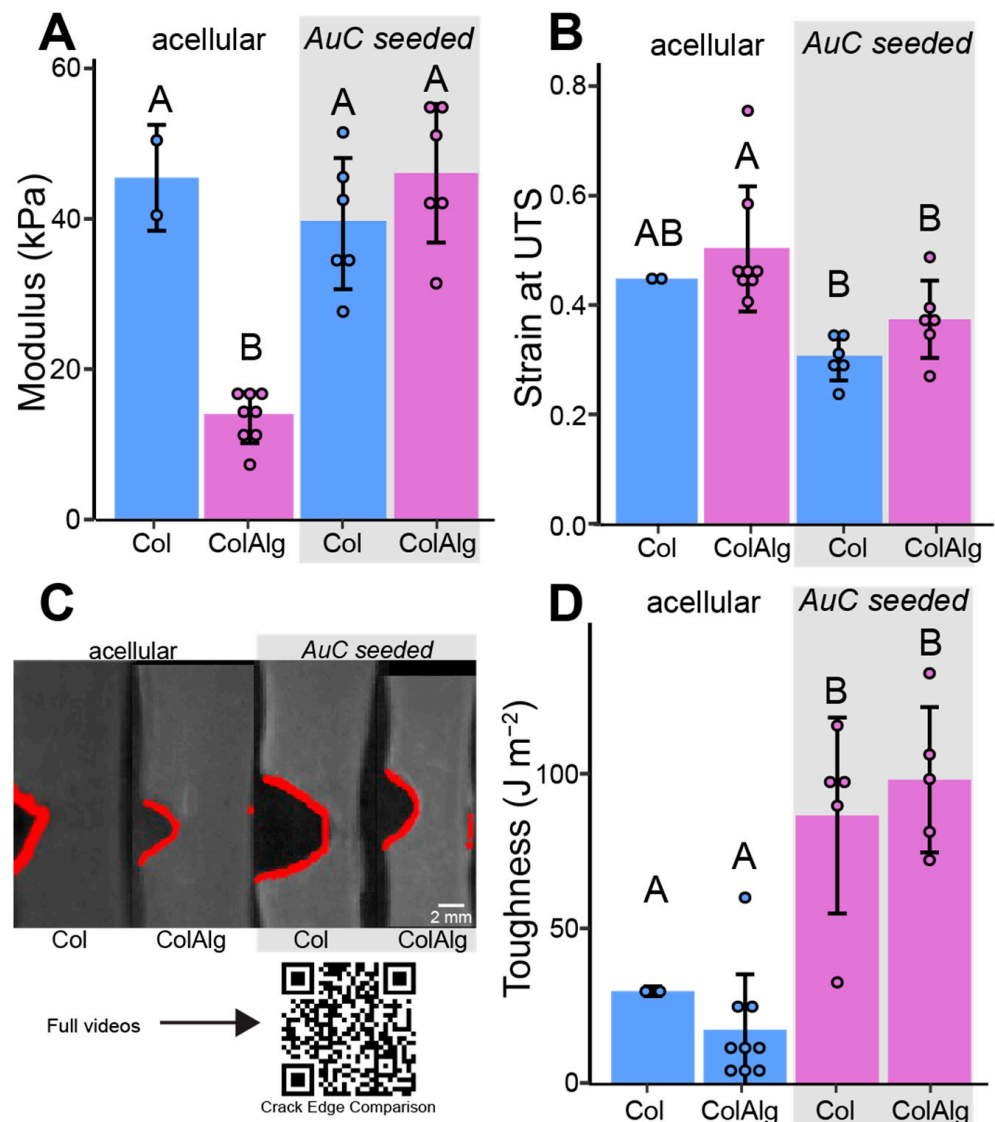 A
acellular
AuC seeded
Modulus (kPa)
60
40
20
0
A
B
A
A
Col
ColAlg
Col
ColAlg
B
acellular
AuC seeded
Strain at UTS
0.8
0.6
0.4
0.2
0.0
AB
A
B
B
Col
ColAlg
Col
ColAlg
C
acellular
AuC seeded
2 mm
Col
ColAlg
Col
ColAlg
Full videos
Crack Edge Comparison
D
acellular
AuC seeded
Toughness (J m⁻²)
100
50
0
A
A
B
B
Col
ColAlg
Col
ColAlg